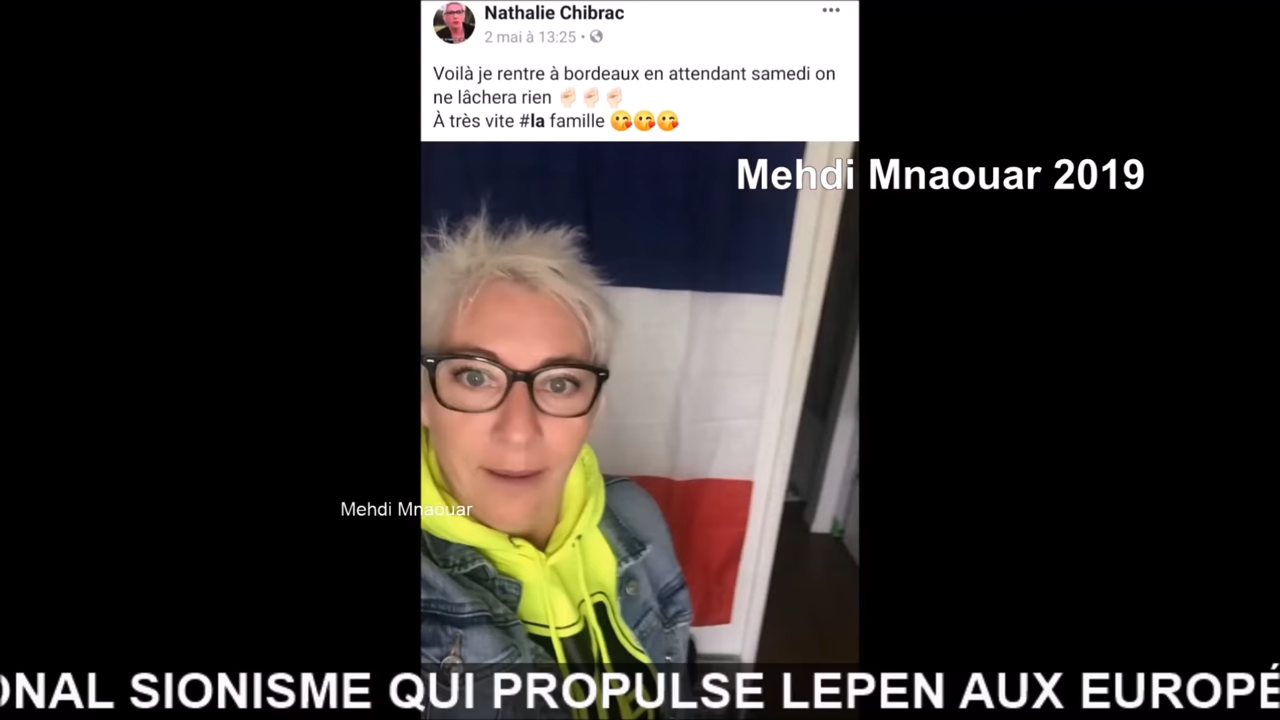 Nathalie Chibrac
2 mai à 13:25 •
Voilà je rentre à bordeaux en attendant samedi on
ne lâchera rien ☝🏻☝🏻☝🏻
À très vite #la famille 😘😘😘
Mehdi Mnaouar 2019
Mehdi Mnaouar
ONAL SIONISME QUI PROPULSE LEPEN AUX EUROPÉ